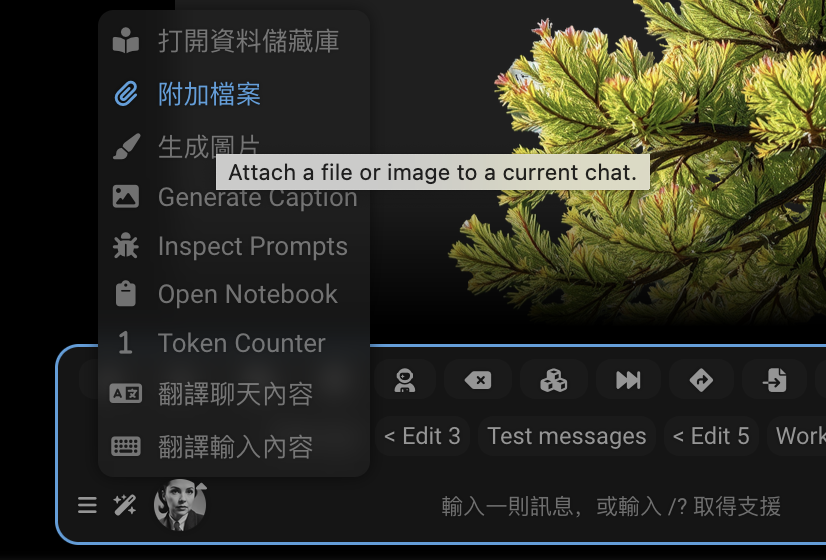 打開資料儲藏庫
附加檔案
生成圖片
Attach a file or image to a current chat.
Generate Caption
Inspect Prompts
Open Notebook
1 Token Counter
A 文 翻譯聊天內容
翻譯輸入內容
< Edit 3 Test messages < Edit 5 Work
輸入一則訊息，或輸入 /? 取得支援